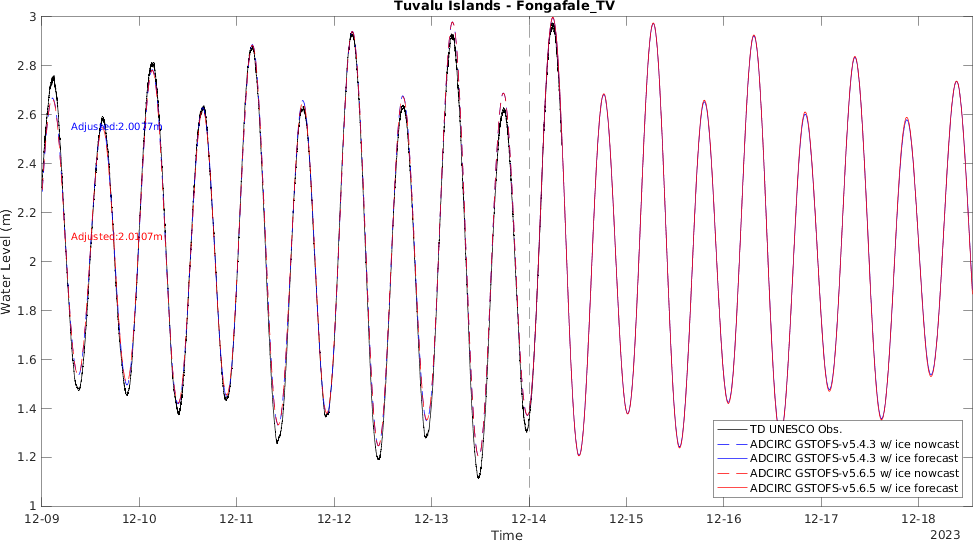 Tuvalu Islands - Fongafale_TV
3
2.8
2.6
2.4
2.2
2
1.8
1.6
1.4
1.2
1
Water Level (m)
Adjusted:2.0077m
Adjusted:2.0107m
TD UNESCO Obs.
ADCIRC GSTOFS-v5.4.3 w/ ice nowcast
ADCIRC GSTOFS-v5.4.3 w/ ice forecast
ADCIRC GSTOFS-v5.6.5 w/ ice nowcast
ADCIRC GSTOFS-v5.6.5 w/ ice forecast
12-09 12-10 12-11 12-12 12-13 12-14 12-15 12-16 12-17 12-18
Time
2023